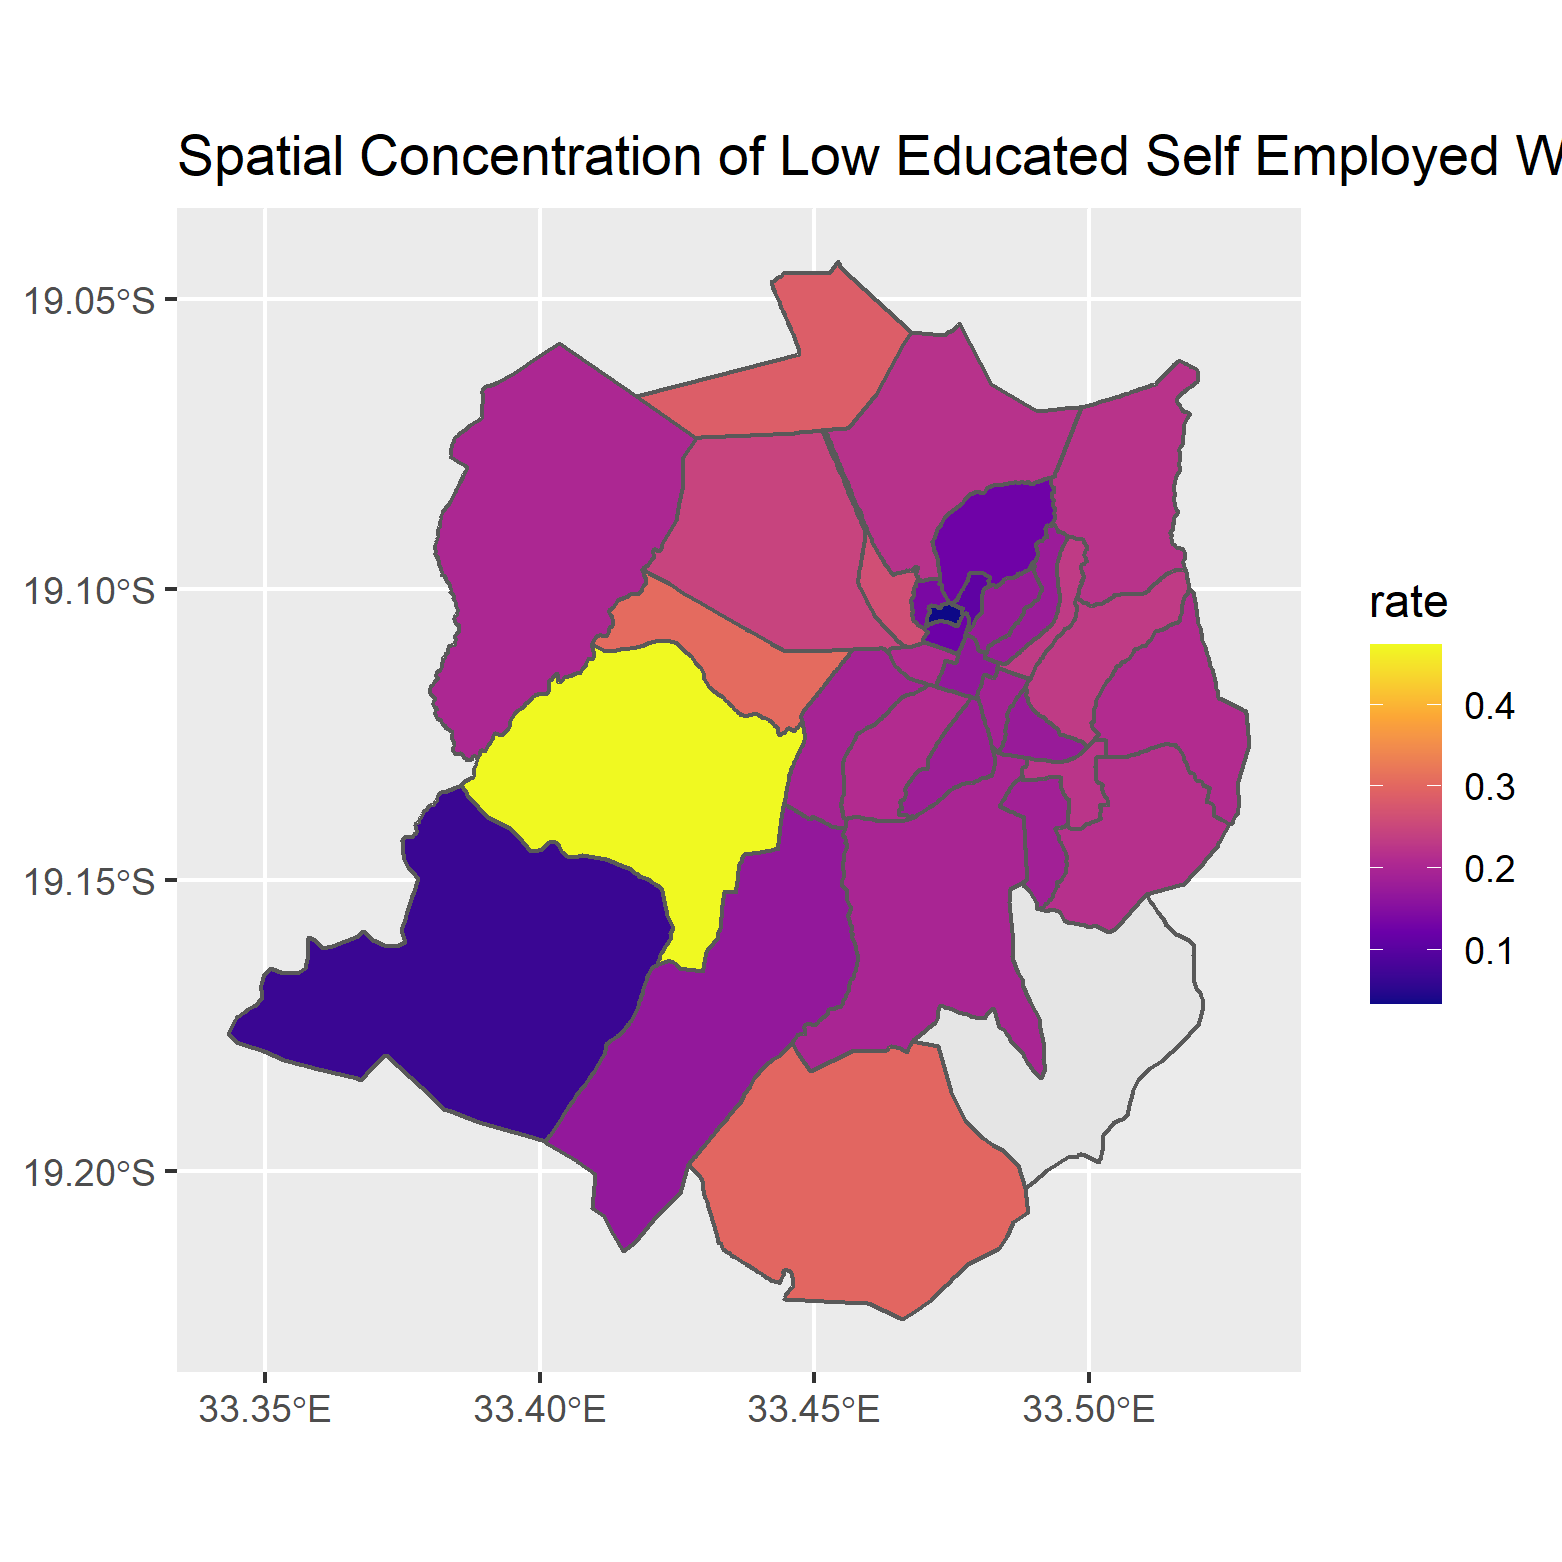 Spatial Concentration of Low Educated Self Employed W
19.05°S
19.10°S
19.15°S
19.20°S
33.35°E
33.40°E
33.45°E
33.50°E
rate
0.4
0.3
0.2
0.1